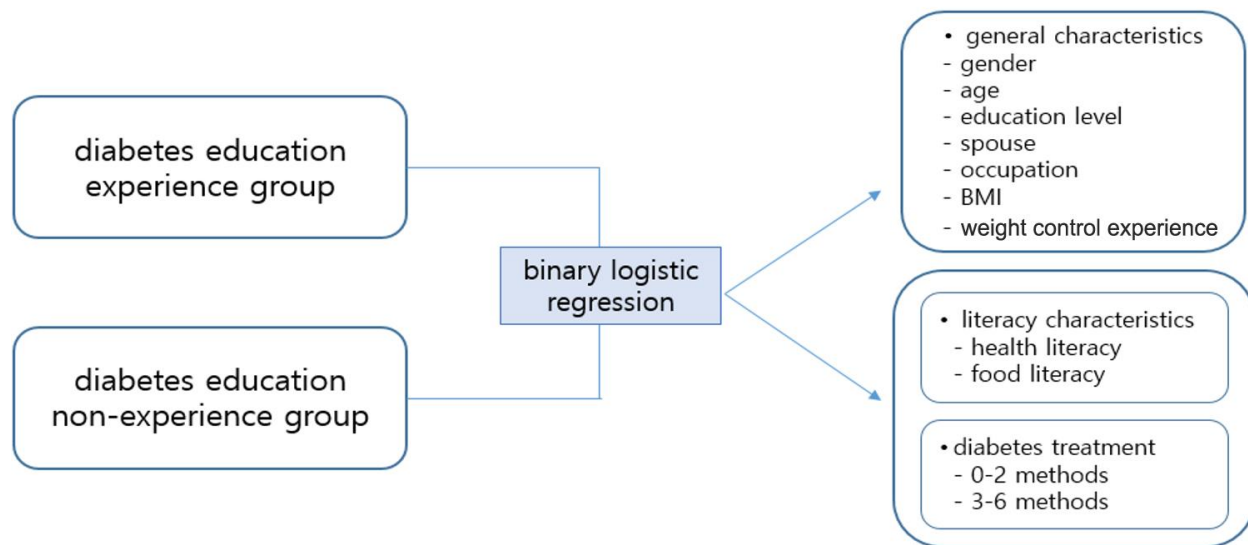 diabetes education
experience group
diabetes education
non-experience group
binary logistic
regression
• general characteristics
- gender
- age
- education level
- spouse
- occupation
- BMI
- weight control experience
• literacy characteristics
- health literacy
- food literacy
• diabetes treatment
- 0-2 methods
- 3-6 methods